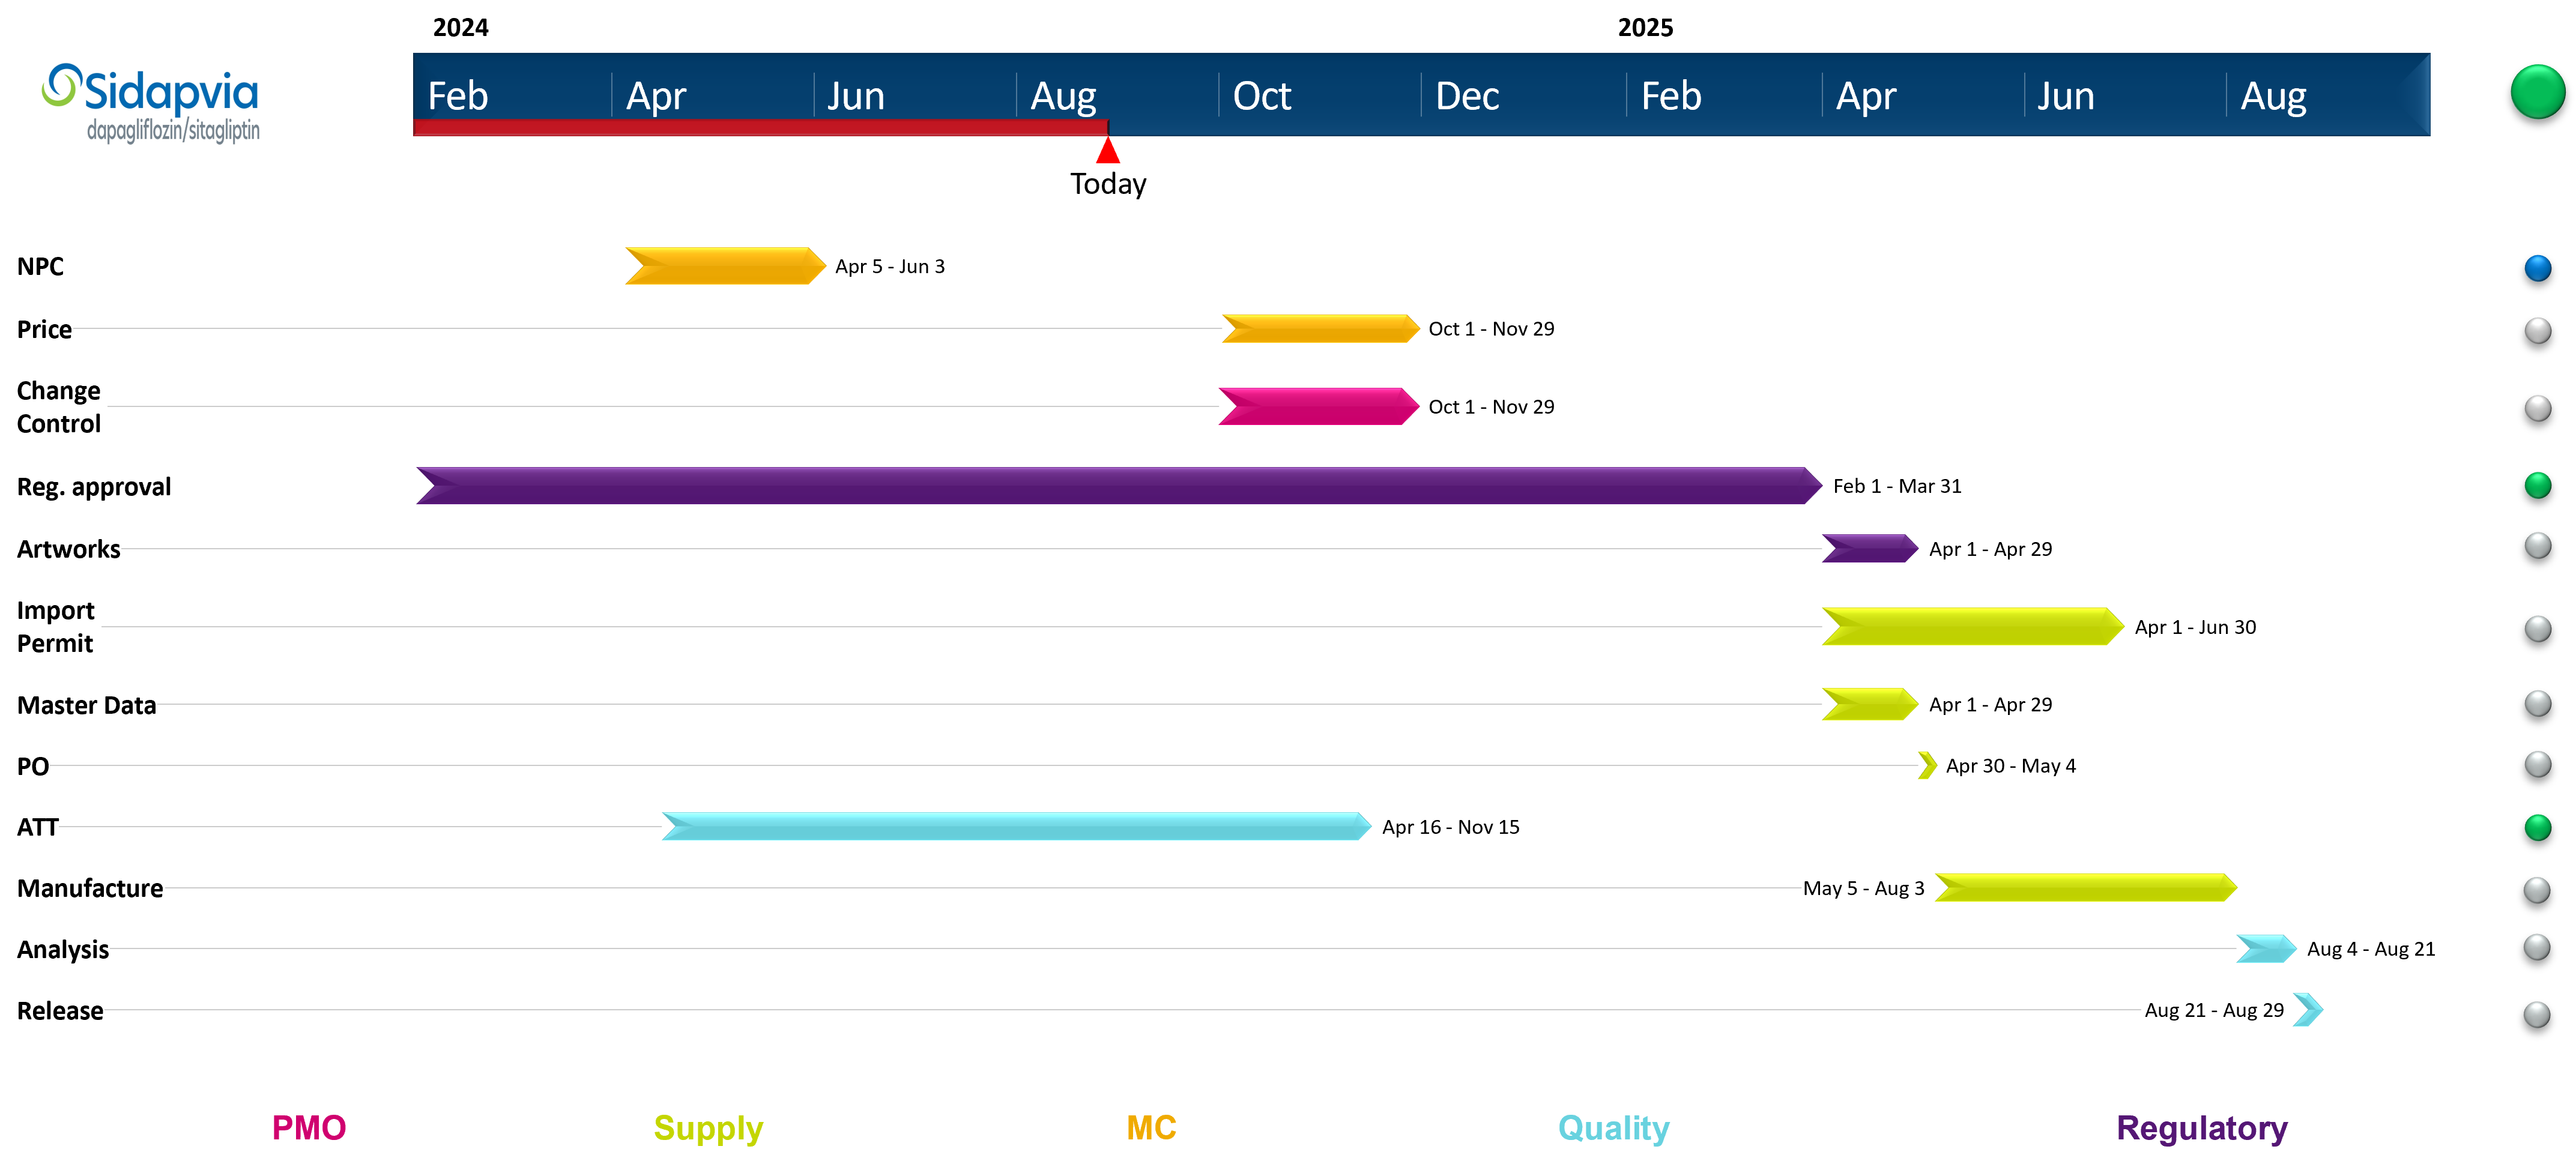 2024 2025
Feb Apr Jun Aug Oct Dec Feb Apr Jun Aug
Sidapvia
dapagliflozin/sitagliptin
Today
NPC Apr 5 - Jun 3
Price Oct 1 - Nov 29
Change
Control Oct 1 - Nov 29
Reg. approval Feb 1 - Mar 31
Artworks Apr 1 - Apr 29
Import
Permit Apr 1 - Jun 30
Master Data Apr 1 - Apr 29
PO Apr 30 - May 4
ATT Apr 16 - Nov 15
Manufacture May 5 - Aug 3
Analysis Aug 4 - Aug 21
Release Aug 21 - Aug 29
PMO Supply MC Quality Regulatory